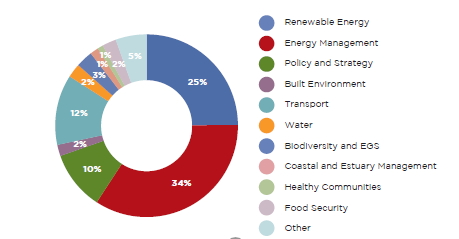 25%
34%
10%
2%
12%
2%
3%
1%
1%
2%
5%
Renewable Energy
Energy Management
Policy and Strategy
Built Environment
Transport
Water
Biodiversity and EGS
Coastal and Estuary Management
Healthy Communities
Food Security
Other